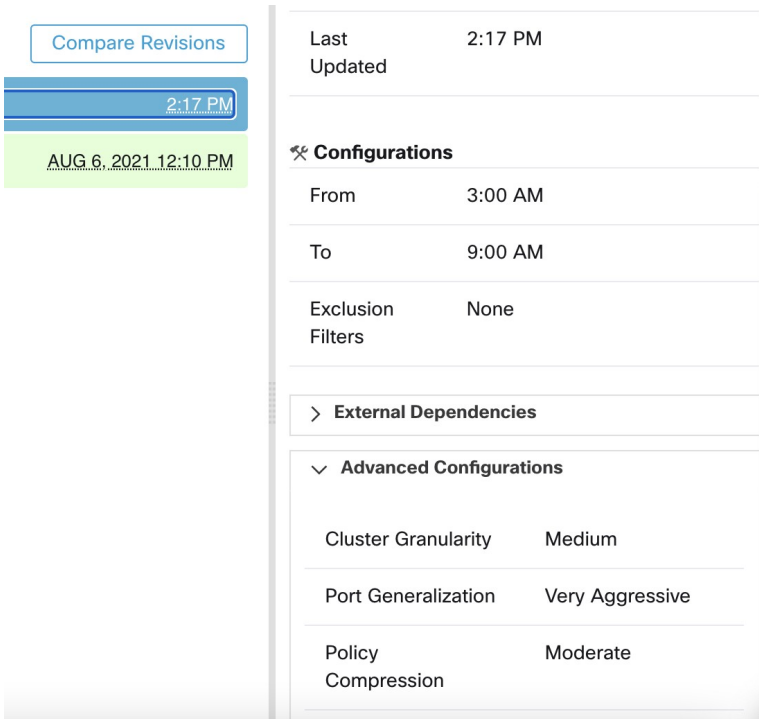 Compare Revisions
2:17 PM
AUG 6, 2021 12:10 PM
Last Updated 2:17 PM
Configurations
From 3:00 AM
To 9:00 AM
Exclusion Filters None
External Dependencies
Advanced Configurations
Cluster Granularity Medium
Port Generalization Very Aggressive
Policy Compression Moderate